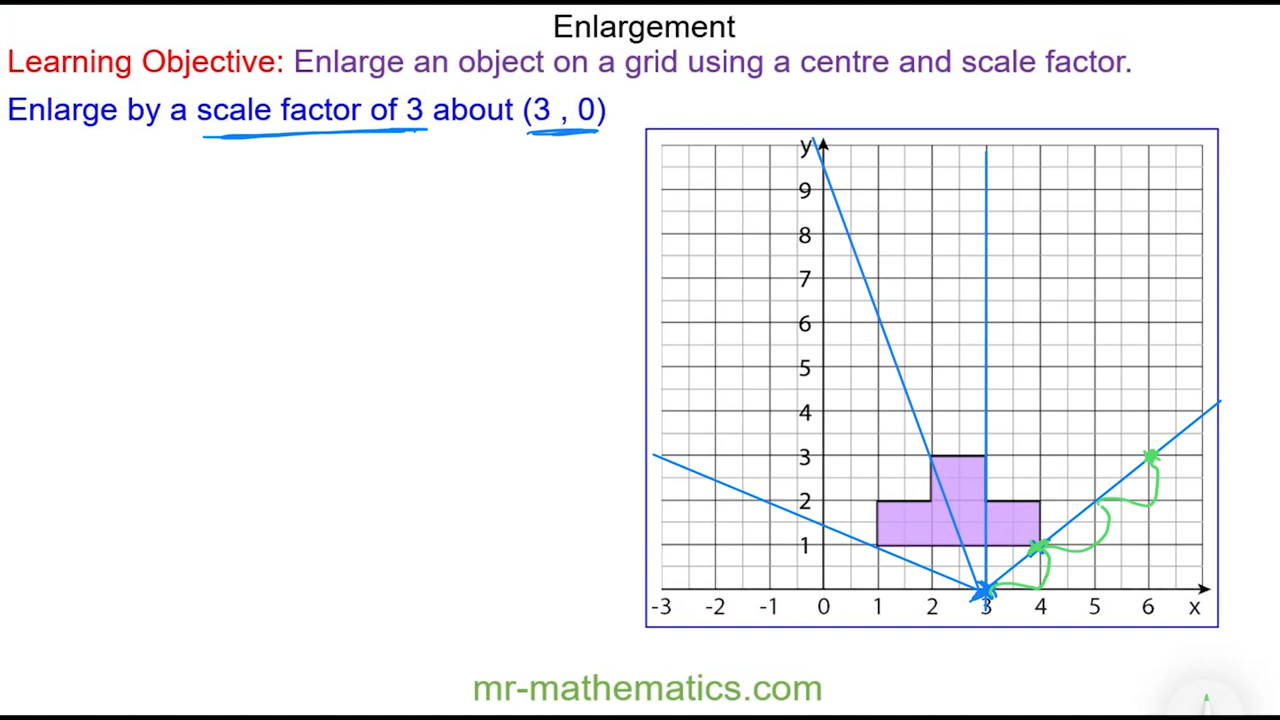 Enlargement
Learning Objective: Enlarge an object on a grid using a centre and scale factor.
Enlarge by a scale factor of 3 about (3 , 0)
y
9
8
7
6
5
4
3
2
1
-3 -2 -1 0 1 2 3 4 5 6 x
mr-mathematics.com